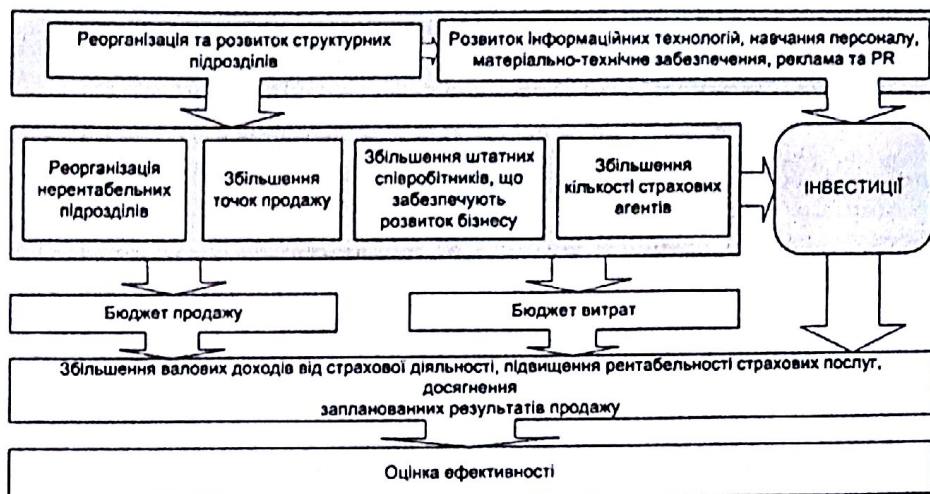 Реорганізація та розвиток структурних
підрозділів
Розвиток інформаційних технологій, навчання персоналу,
матеріально-технічне забезпечення, реклама та PR
Реорганізація
нерентабельних
підрозділів
Збільшення
точок продажу
Збільшення штатних
співробітників, що
забезпечують
розвиток бізнесу
Збільшення
кількості страхових
агентів
ІНВЕСТИЦІЇ
Бюджет продажу
Бюджет витрат
Збільшення валових доходів від страхової діяльності, підвищення рентабельності страхових послуг,
досягнення
запланованних результатів продажу
Оцінка ефективності